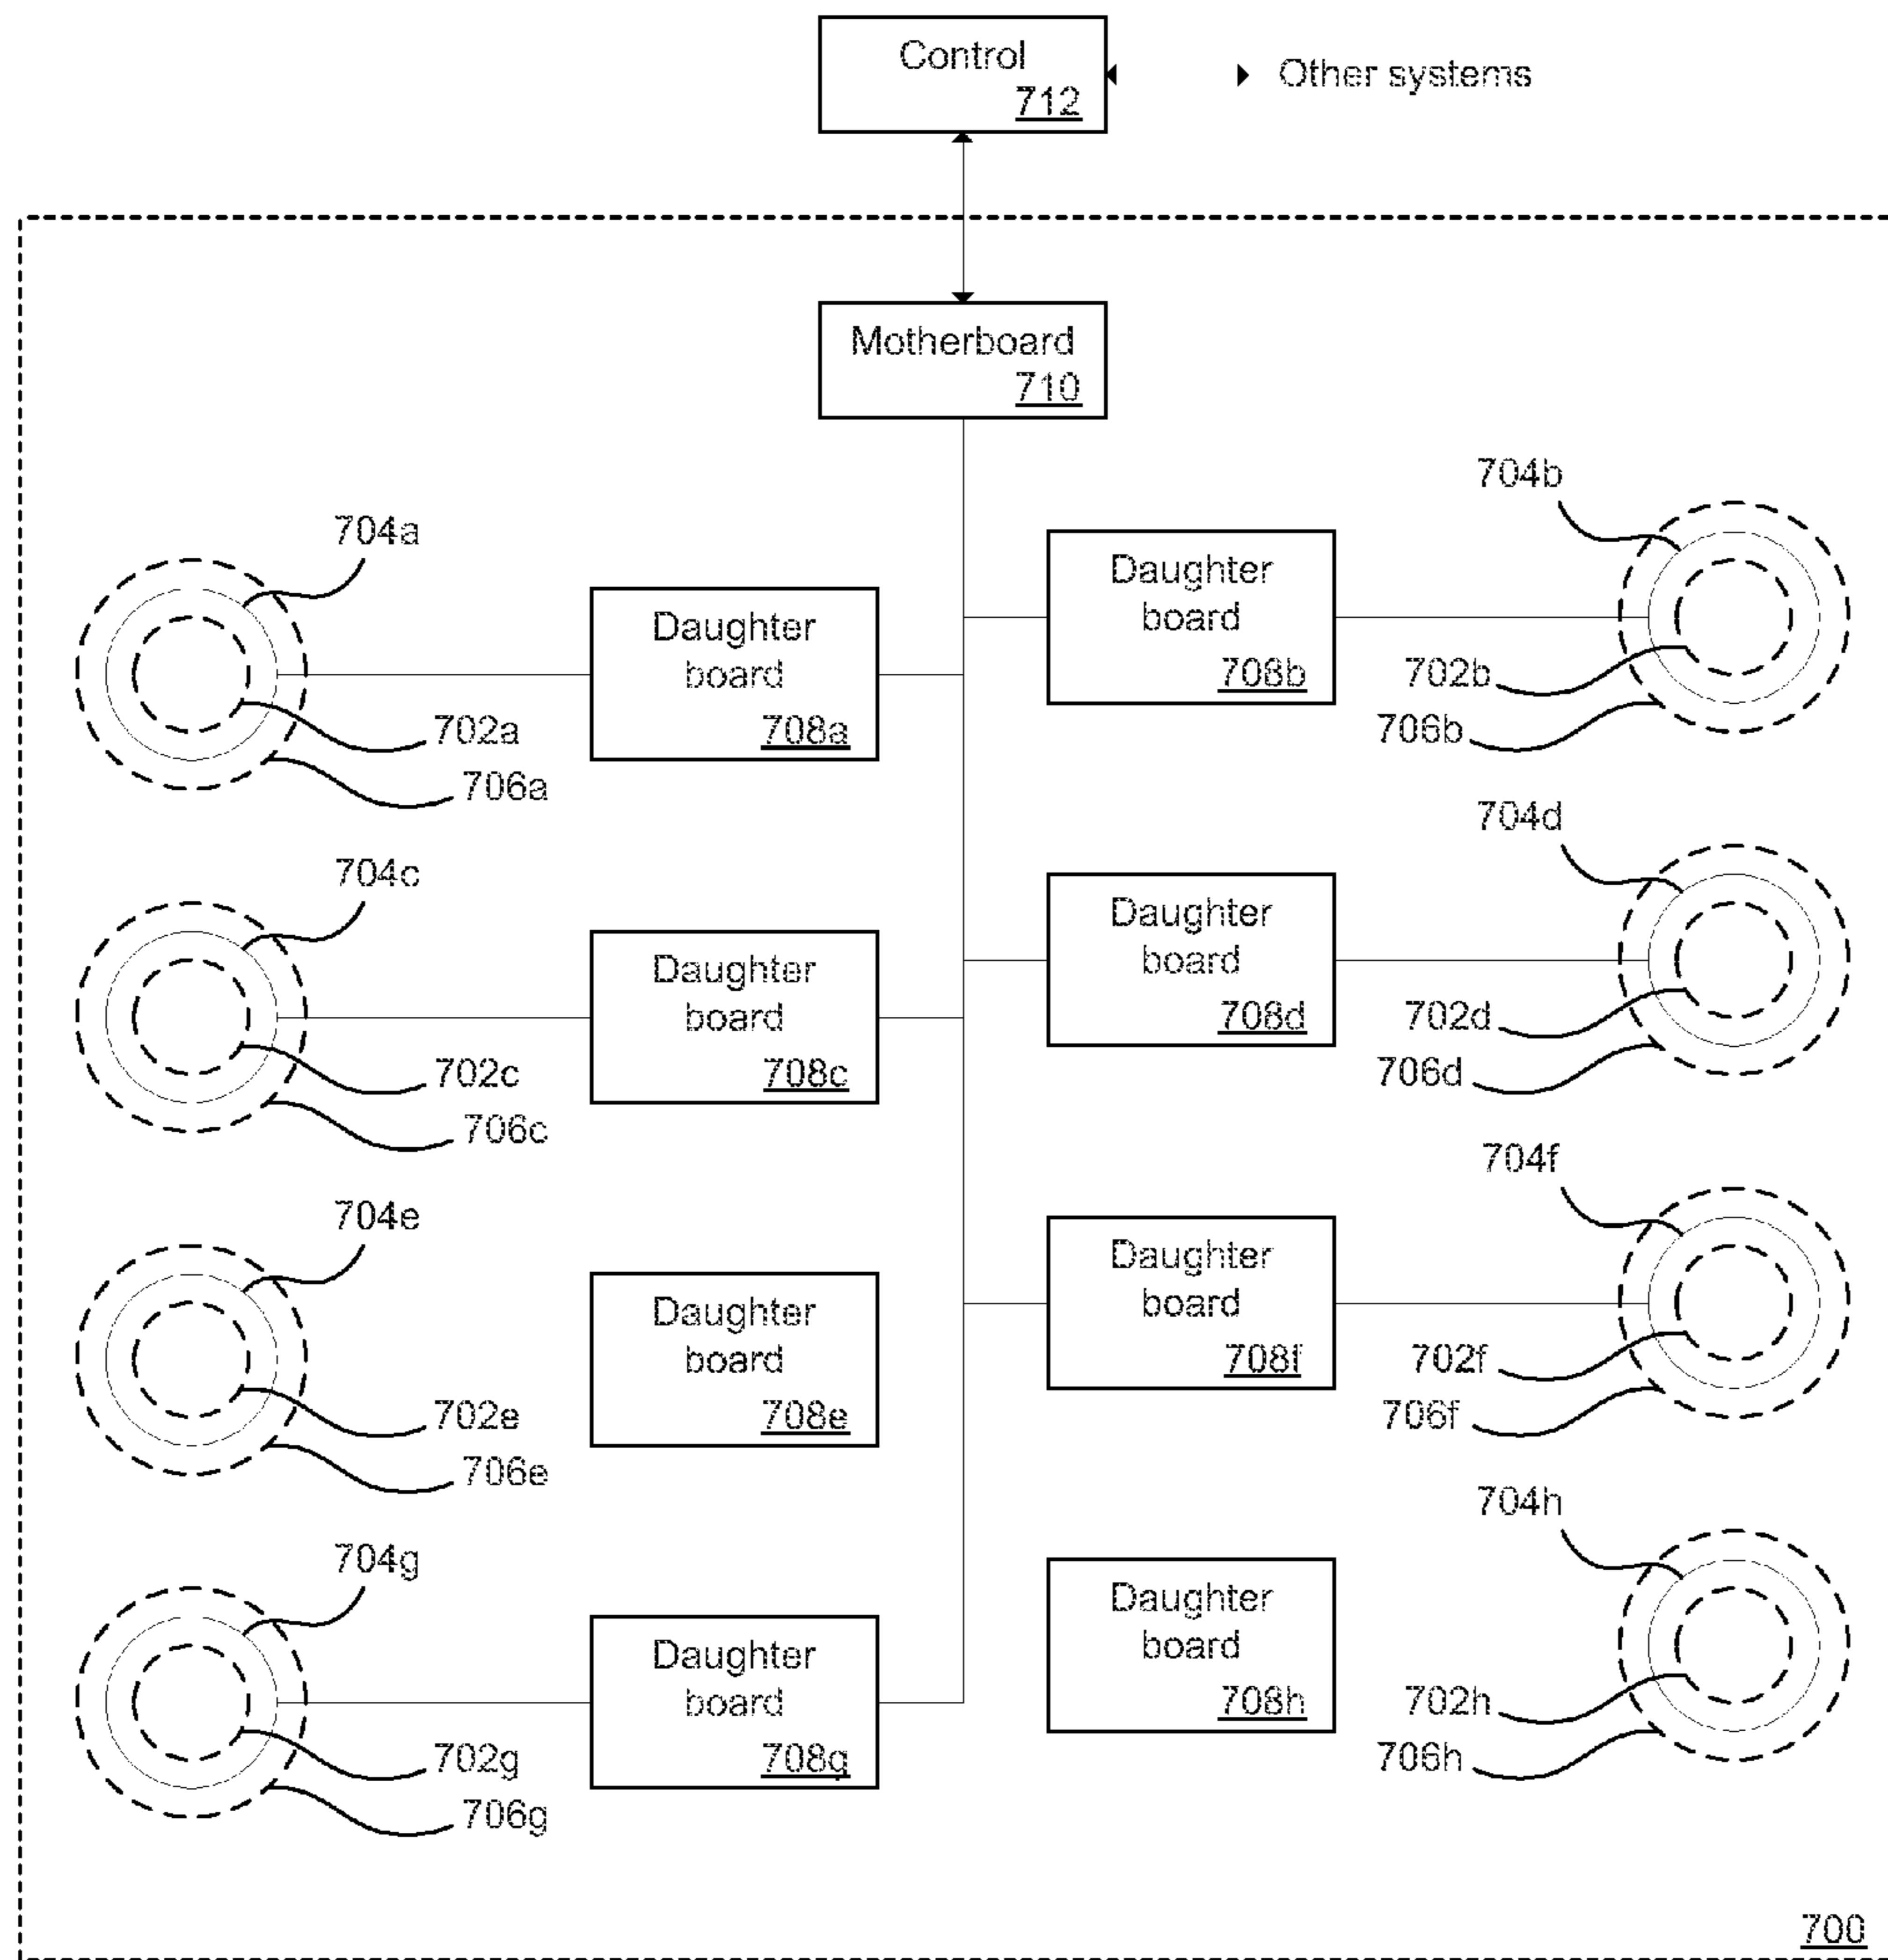 Control
712
Other systems
Motherboard
710
704b
704a
Daughter
board
708b
Daughter
board
708a
702b
706b
702a
706a
704d
704c
Daughter
board
708d
Daughter
board
708c
702d
706d
702c
706c
704f
704e
Daughter
board
708f
Daughter
board
708e
702f
706f
702e
706e
704h
704g
Daughter
board
708h
Daughter
board
708g
702h
706h
702g
706g
700